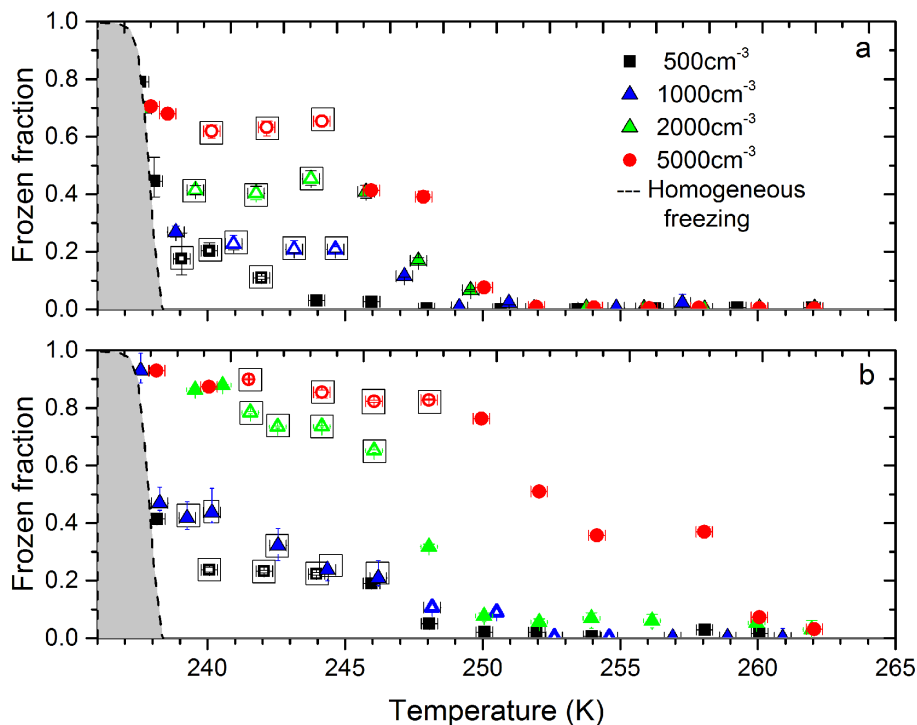 1.0
0.8
0.6
0.4
0.2
0.0
Frozen fraction
a
500cm-3
1000cm-3
2000cm-3
5000cm-3
Homogeneous
freezing
1.0
0.8
0.6
0.4
0.2
0.0
Frozen fraction
b
240
245
250
255
260
265
Temperature (K)